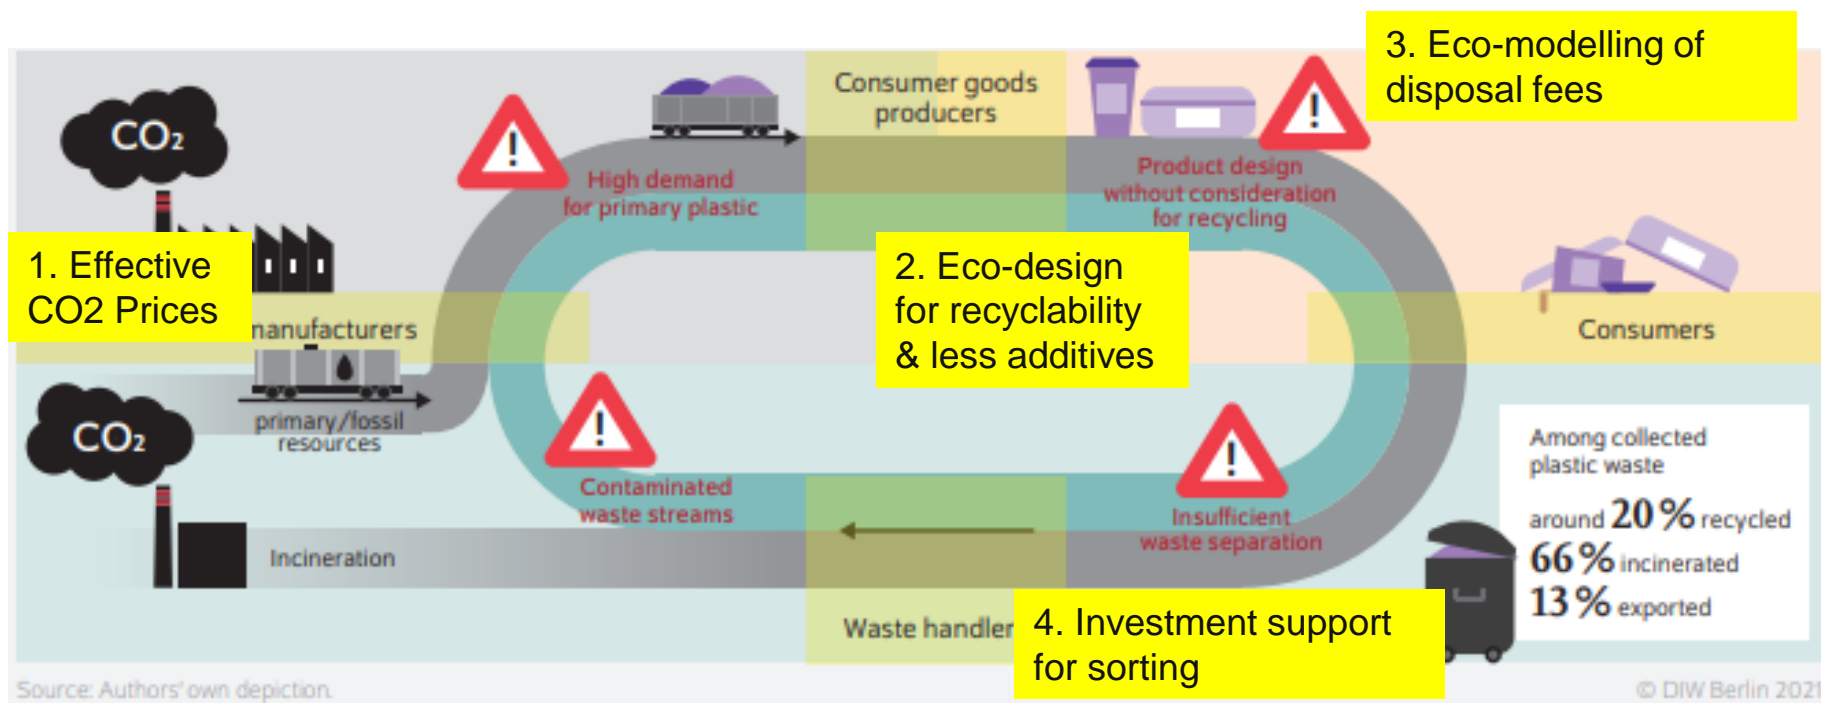 3. Eco-modelling of
disposal fees
Consumer goods
producers
CO2
High demand
for primary plastic
Product design
without consideration
for recycling
1. Effective
CO2 Prices
2. Eco-design
for recyclability
& less additives
manufacturers
Consumers
primary/fossil
resources
CO2
Contaminated
waste streams
Insufficient
waste separation
Among collected
plastic waste
around 20% recycled
66% incinerated
13% exported
Incineration
Waste handler
4. Investment support
for sorting
Source: Authors' own depiction.
© DIW Berlin 2021